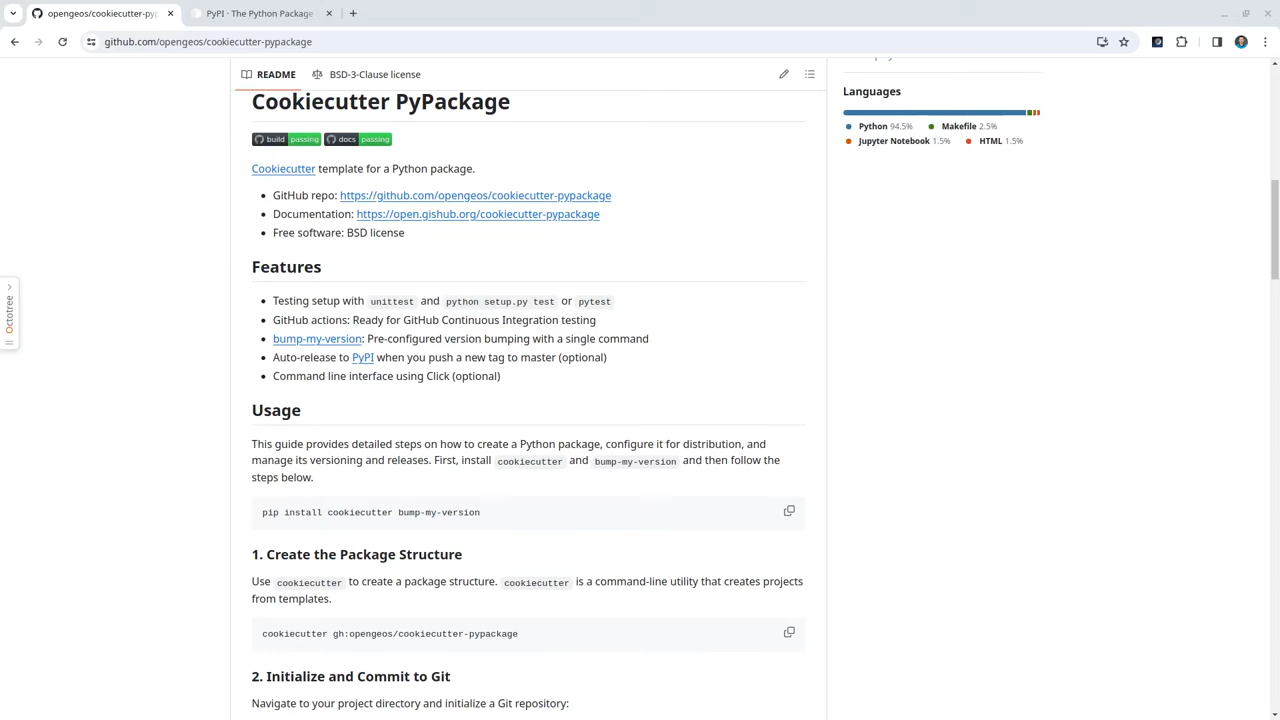 opengeos/cookiecutter-pyp
PyPI · The Python Package
github.com/opengeos/cookiecutter-pypackage
README
BSD-3-Clause license
Cookiecutter PyPackage
build passing docs passing
Cookiecutter template for a Python package.
GitHub repo: https://github.com/opengeos/cookiecutter-pypackage
Documentation: https://open.gishub.org/cookiecutter-pypackage
Free software: BSD license
Features
Testing setup with unittest and python setup.py test or pytest
GitHub actions: Ready for GitHub Continuous Integration testing
bump-my-version: Pre-configured version bumping with a single command
Auto-release to PyPI when you push a new tag to master (optional)
Command line interface using Click (optional)
Usage
This guide provides detailed steps on how to create a Python package, configure it for distribution, and
manage its versioning and releases. First, install cookiecutter and bump-my-version and then follow the
steps below.
pip install cookiecutter bump-my-version
1. Create the Package Structure
Use cookiecutter to create a package structure. cookiecutter is a command-line utility that creates projects
from templates.
cookiecutter gh:opengeos/cookiecutter-pypackage
2. Initialize and Commit to Git
Navigate to your project directory and initialize a Git repository:
Languages
Python 94.5% Makefile 2.5%
Jupyter Notebook 1.5% HTML 1.5%
Octotree